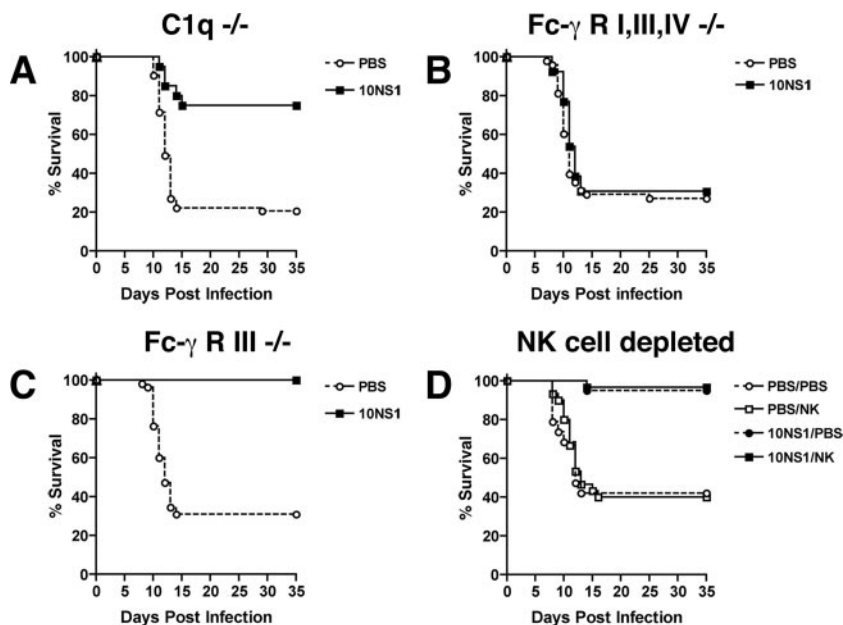 C1q -/-
A
100
80
60
40
20
0
% Survival
0 5 10 15 20 25 30 35
Days Post Infection
PBS
10NS1
Fc-γ R I,III,IV -/-
B
100
80
60
40
20
0
% Survival
0 5 10 15 20 25 30 35
Days Post infection
PBS
10NS1
Fc-γ R III -/-
C
100
80
60
40
20
0
% Survival
0 5 10 15 20 25 30 35
Days Post Infection
PBS
10NS1
NK cell depleted
D
100
80
60
40
20
0
% Survival
0 5 10 15 20 25 30 35
Days Post Infection
PBS/PBS
PBS/NK
10NS1/PBS
10NS1/NK